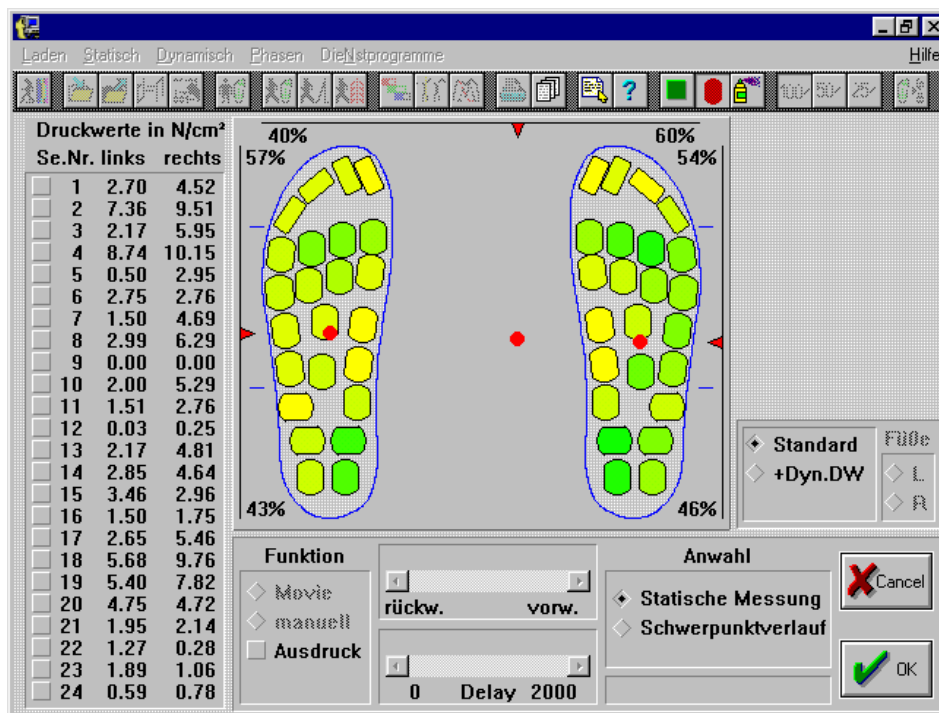 Laden Statisch Dynamisch Phasen DieNstprogramme Hilfe
100% 50% 25%
Druckwerte in N/cm²
Se.Nr. links rechts
1 2.70 4.52
2 7.36 9.51
3 2.17 5.95
4 8.74 10.15
5 0.50 2.95
6 2.75 2.76
7 1.50 4.69
8 2.99 6.29
9 0.00 0.00
10 2.00 5.29
11 1.51 2.76
12 0.03 0.25
13 2.17 4.81
14 2.85 4.64
15 3.46 2.96
16 1.50 1.75
17 2.65 5.46
18 5.68 9.76
19 5.40 7.82
20 4.75 4.72
21 1.95 2.14
22 1.27 0.28
23 1.89 1.06
24 0.59 0.78
40% 60%
57% 54%
43% 46%
Standard
+Dyn.DW
Füße
L
R
Funktion
Movie
manuell
Ausdruck
rückw. vorw.
0 Delay 2000
Anwahl
Statische Messung
Schwerpunktverlauf
Cancel
OK